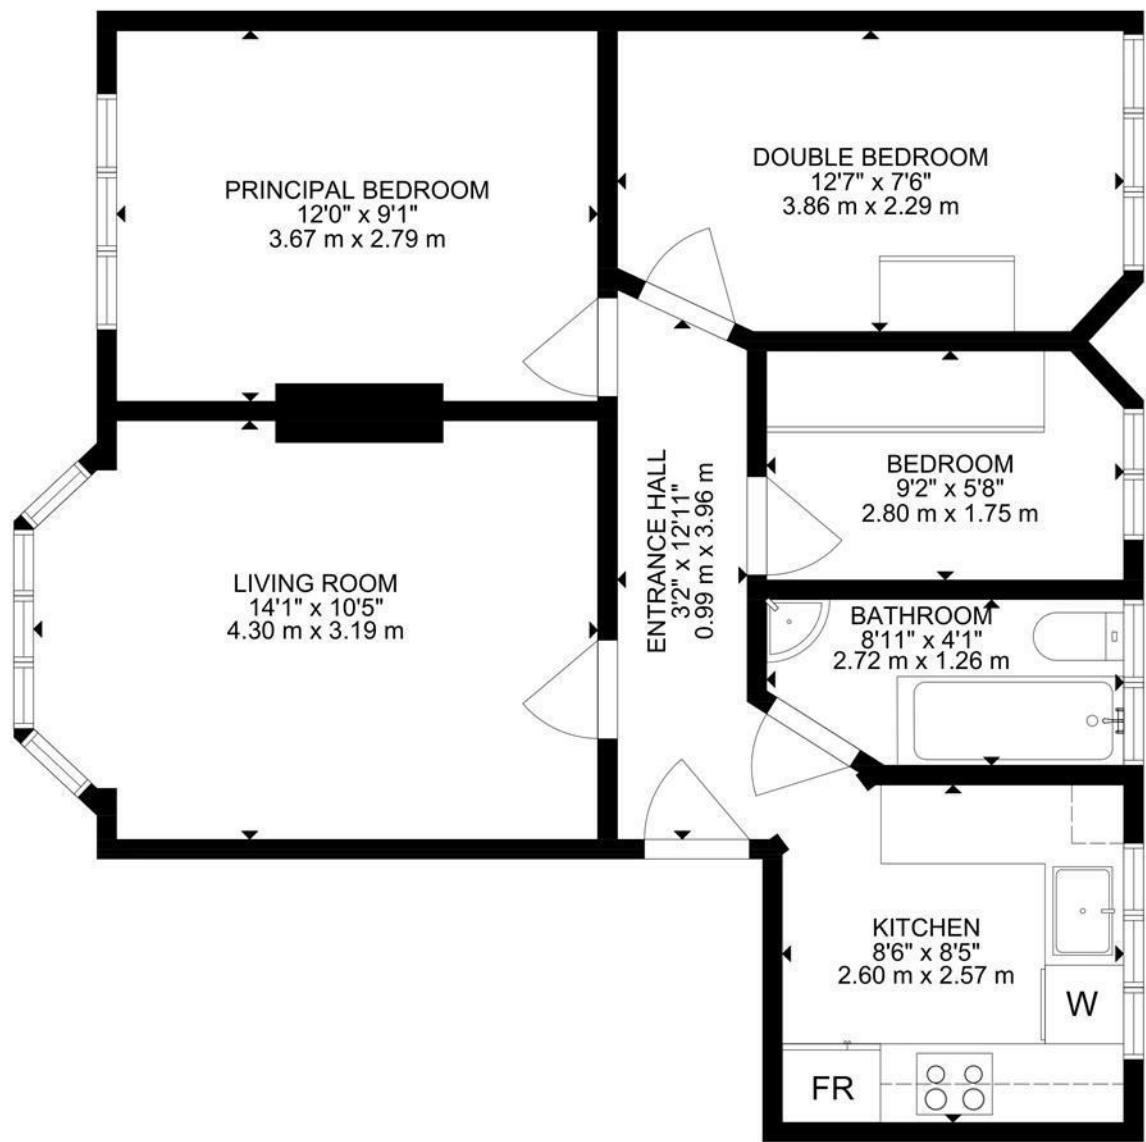 PRINCIPAL BEDROOM
12'0" x 9'1"
3.67 m x 2.79 m
DOUBLE BEDROOM
12'7" x 7'6"
3.86 m x 2.29 m
BEDROOM
9'2" x 5'8"
2.80 m x 1.75 m
ENTRANCE HALL
3'2" x 12'11"
0.99 m x 3.96 m
LIVING ROOM
14'1" x 10'5"
4.30 m x 3.19 m
BATHROOM
8'11" x 4'1"
2.72 m x 1.26 m
KITCHEN
8'6" x 8'5"
2.60 m x 2.57 m
W
FR